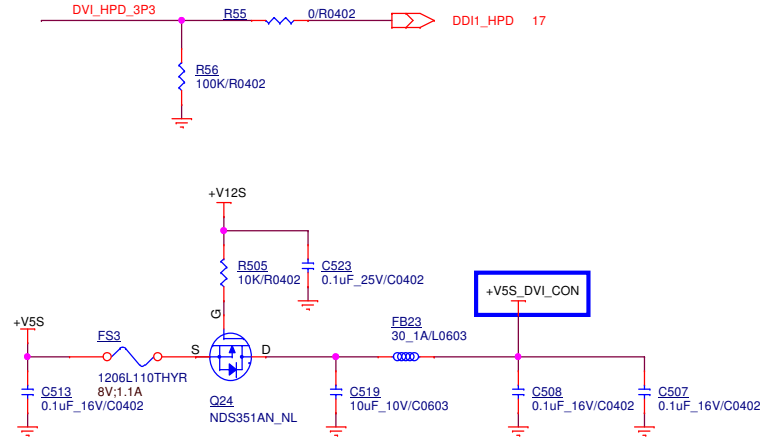 DVI_HPD_3P3
R55
0/R0402
DDI1_HPD 17
R56
100K/R0402
+V12S
R505
10K/R0402
C523
0.1uF_25V/C0402
+V5S_DVI_CON
+V5S
FS3
1206L110THYR
8V;1.1A
G
S
D
FB23
30_1A/L0603
Q24
NDS351AN_NL
C513
0.1uF_16V/C0402
C519
10uF_10V/C0603
C508
0.1uF_16V/C0402
C507
0.1uF_16V/C0402